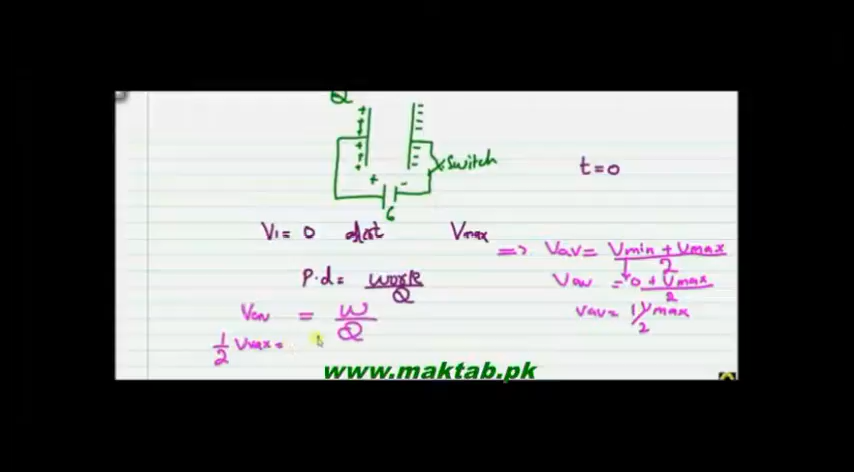 Q
Switch
t = 0
6
V1 = 0 Vmax
=> Vav = Vmin + Vmax / 2
P.d = work / Q
Vav = 0 + Vmax / 2
Vav = W / Q
Vav = 1/2 Vmax
1/2 Vmax =
www.maktab.pk